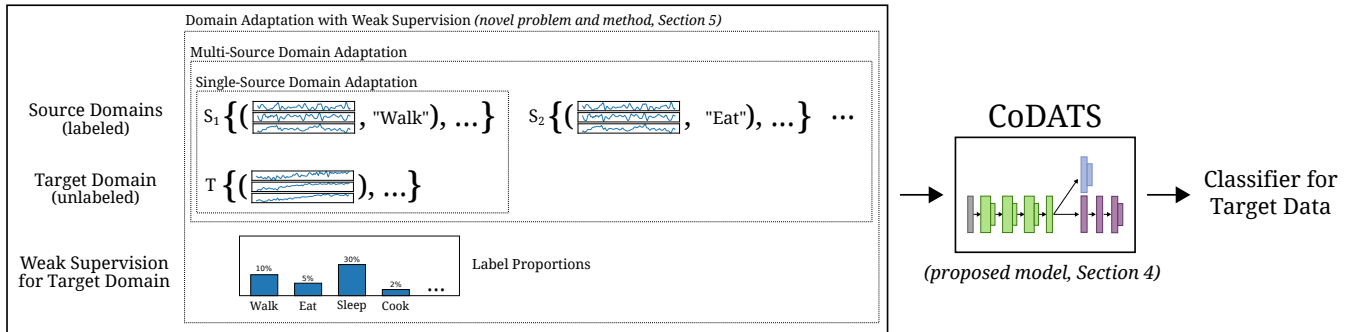 Domain Adaptation with Weak Supervision (novel problem and method, Section 5)
Multi-Source Domain Adaptation
Single-Source Domain Adaptation
Source Domains
(labeled)
S1 {( , "Walk"), ...} S2 {( , "Eat"), ...} ...
Target Domain
(unlabeled)
T {( ), ...}
Weak Supervision
for Target Domain
10% 5% 30% 2% ...
Walk Eat Sleep Cook
Label Proportions
CoDATS
(proposed model, Section 4)
Classifier for
Target Data